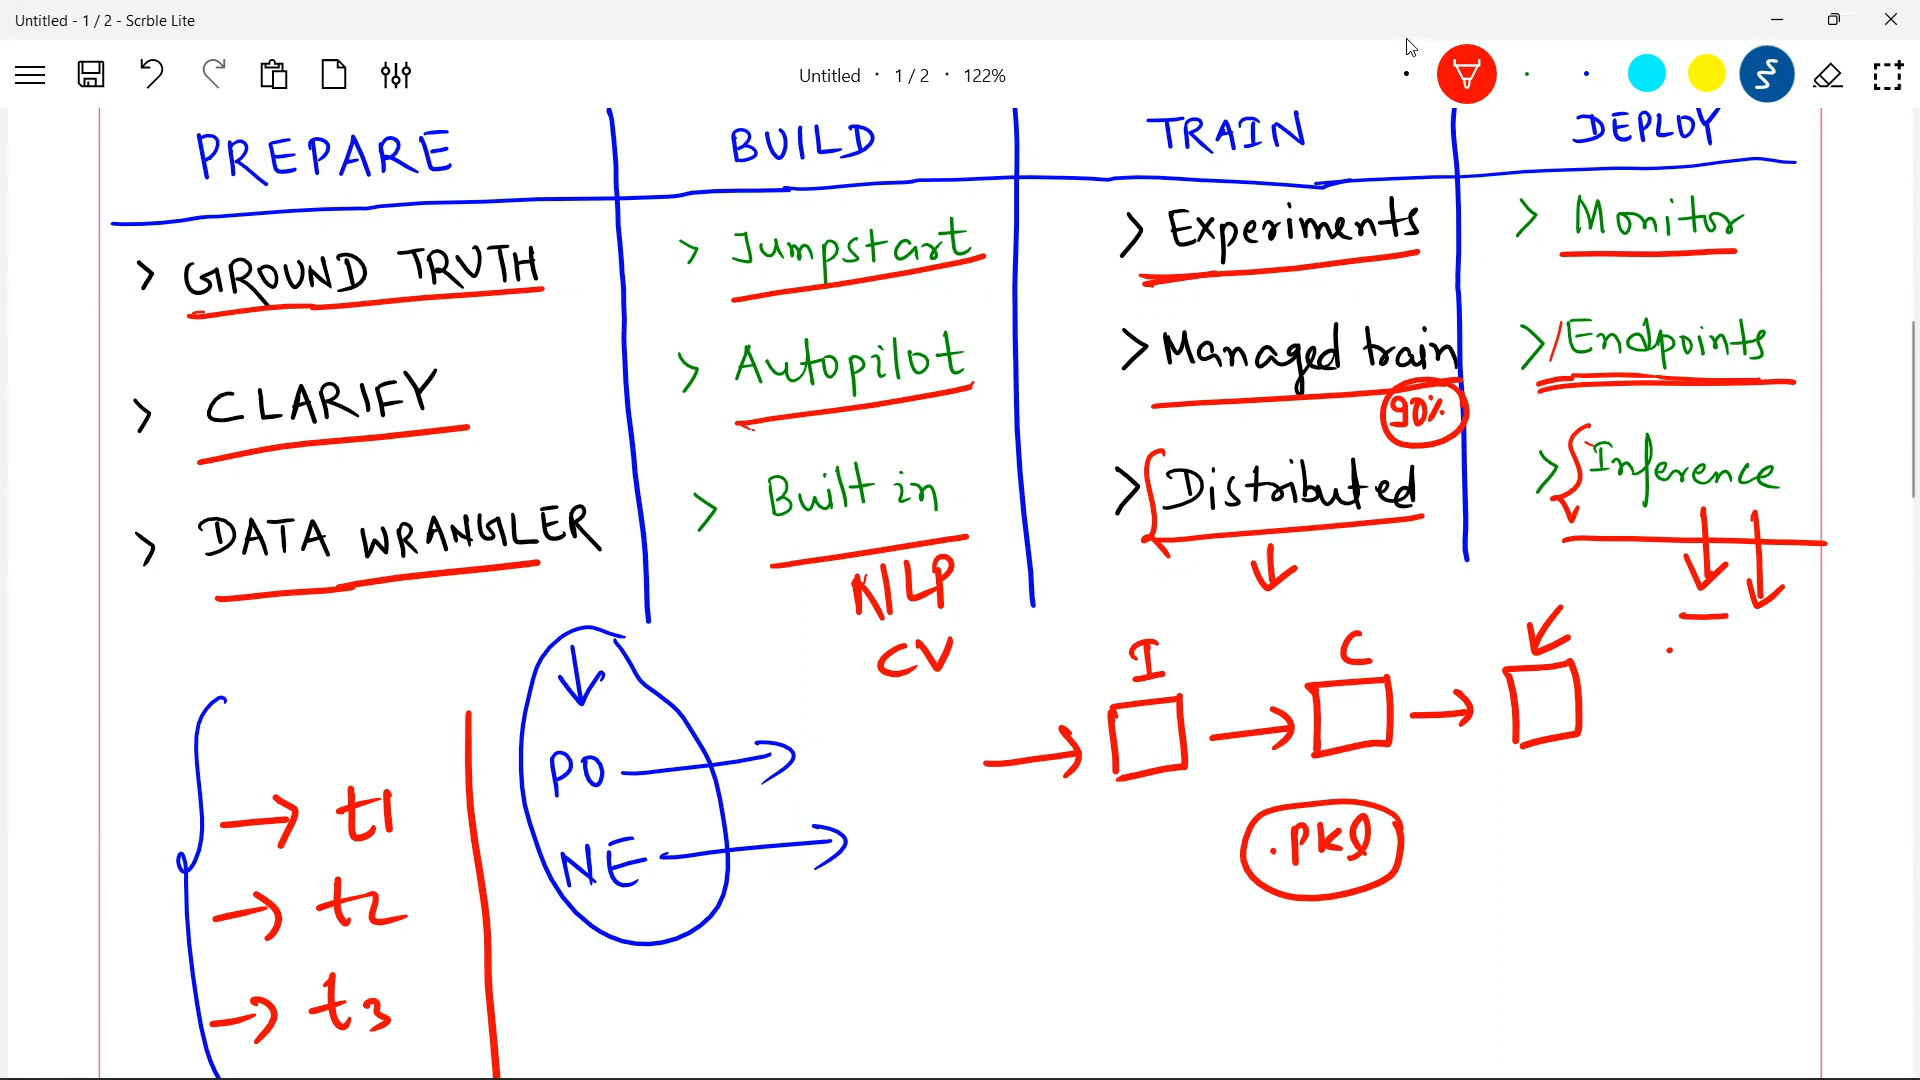 Untitled - 1 / 2 - Scrble Lite
Untitled · 1 / 2 · 122%
PREPARE
BUILD
TRAIN
DEPLOY
> GROUND TRUTH
> CLARIFY
> DATA WRANGLER
> Jumpstart
> Autopilot
> Built in
NLP
CV
> Experiments
> Managed train
90%
> Distributed
> Monitor
> Endpoints
> Inference
I
C
.pkl
PO
NE
t1
t2
t3